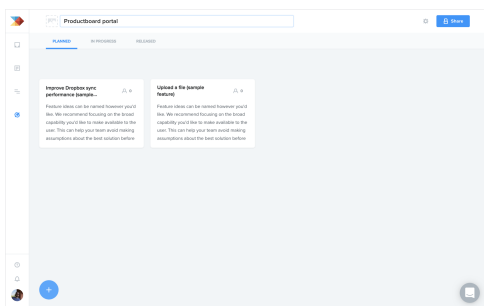 Productboard portal
Share
PLANNED IN PROGRESS RELEASED
Improve Dropbox sync
performance (sample...
Feature ideas can be named however you'd
like. We recommend focusing on the broad
capability you'd like to make available to the
user. This can help your team avoid making
assumptions about the best solution before
Upload a file (sample
feature)
Feature ideas can be named however you'd
like. We recommend focusing on the broad
capability you'd like to make available to the
user. This can help your team avoid making
assumptions about the best solution before